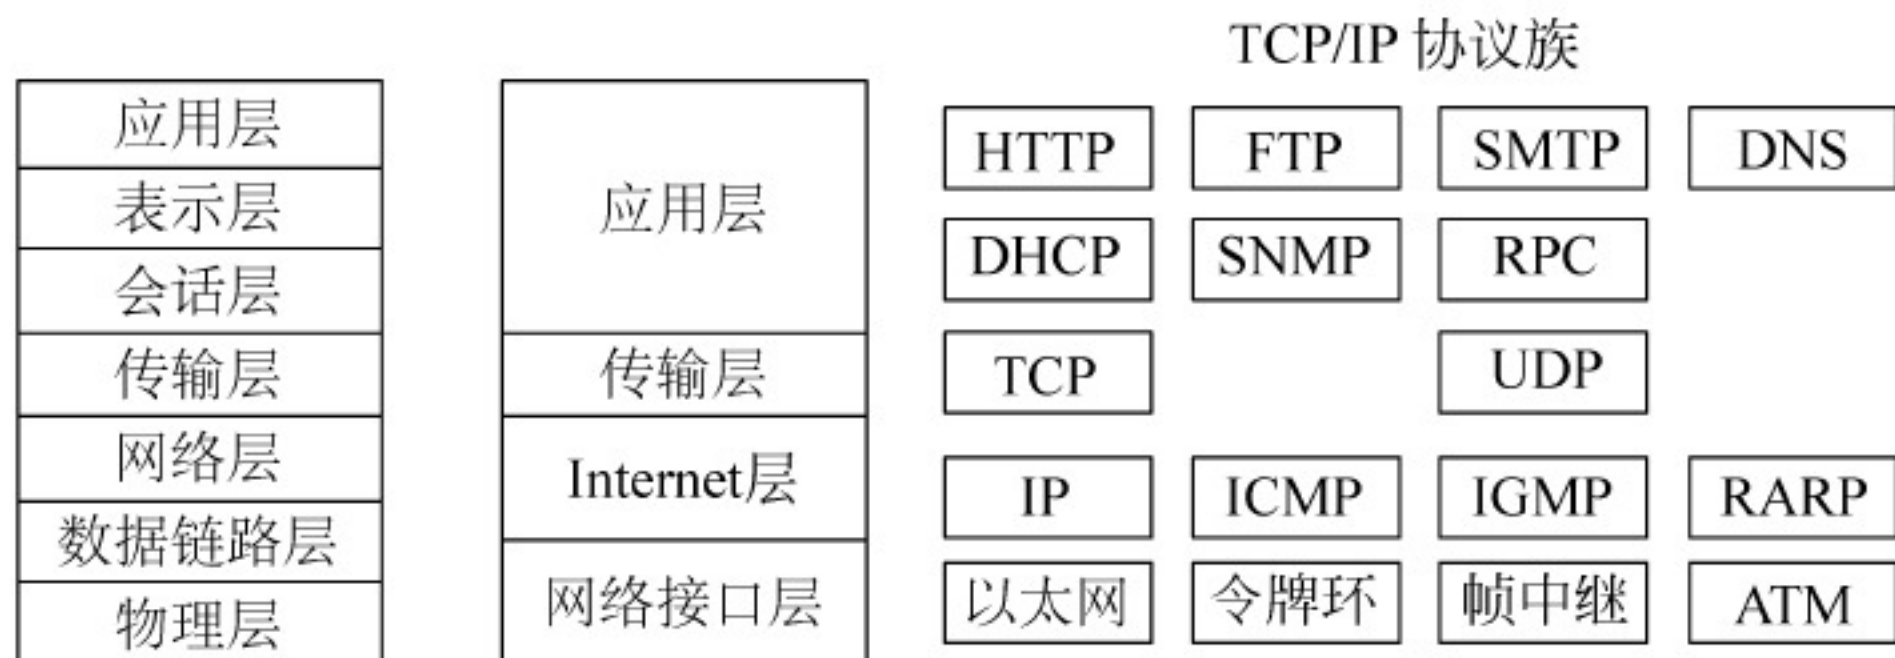 TCP/IP 协议族
应用层
表示层
会话层
传输层
网络层
数据链路层
物理层
应用层
传输层
Internet层
网络接口层
HTTP FTP SMTP DNS
DHCP SNMP RPC
TCP UDP
IP ICMP IGMP RARP
以太网 令牌环 帧中继 ATM